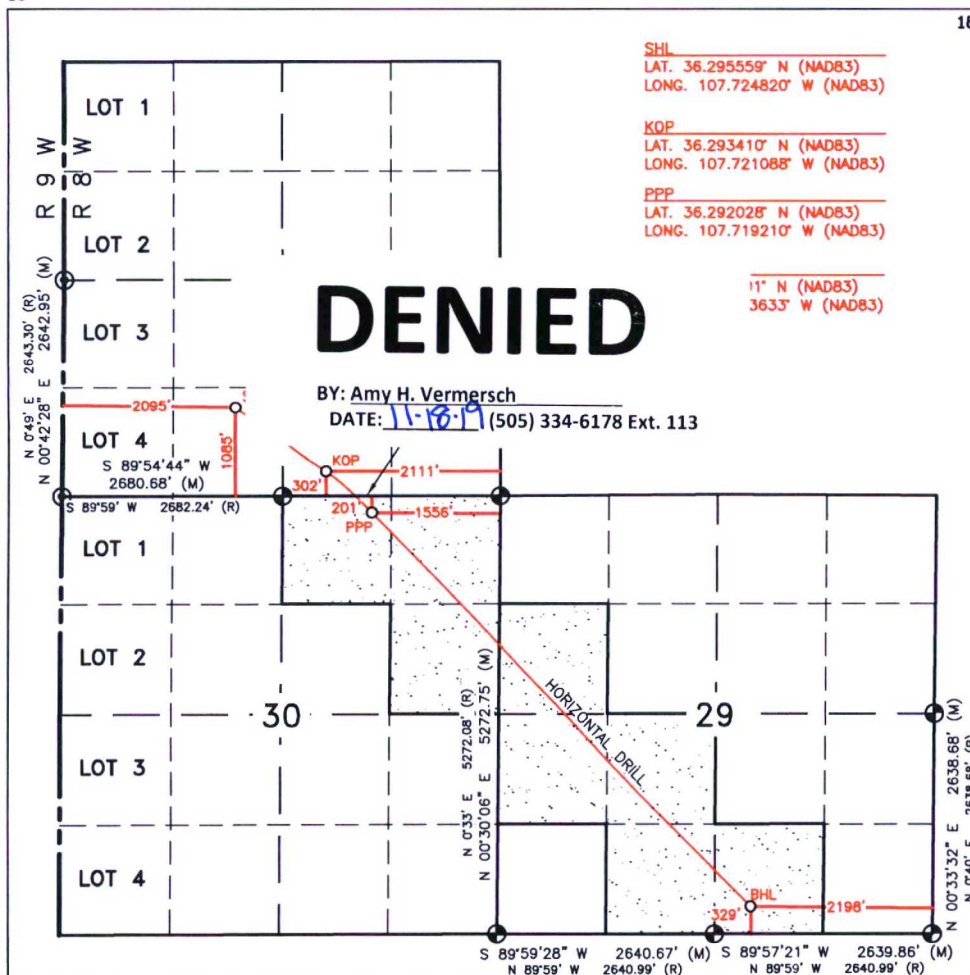 16
SHL
LAT. 36.295559° N (NAD83)
LONG. 107.724820° W (NAD83)
KOP
LAT. 36.293410° N (NAD83)
LONG. 107.721088° W (NAD83)
PPP
LAT. 36.292028° N (NAD83)
LONG. 107.719210° W (NAD83)
1° N (NAD83)
3633° W (NAD83)
LOT 1
R 9 W
R 8 W
LOT 2
LOT 3
N 0°49' E 2643.30' (R)
N 00°42'28" E 2642.95' (M)
DENIED
BY: Amy H. Vermersch
DATE: 11-18-19 (505) 334-6178 Ext. 113
2095'
LOT 4
1085'
S 89°54'44" W
2680.68' (M)
S 89°59' W 2682.24' (R)
KOP
2111'
302'
201'
PPP
1556'
LOT 1
LOT 2
30
29
HORIZONTAL DRILL
N 0°33' E 5272.08' (R)
N 00°30'06" E 5272.75' (M)
LOT 3
LOT 4
BHL
329'
2198'
N 00°33'32" E 2638.68' (M)
N 0°40' E 2638.68' (R)
S 89°59'28" W 2640.67' (M)
N 89°59' W 2640.99' (R)
S 89°57'21" W 2639.86' (M)
N 89°59' W 2640.99' (R)